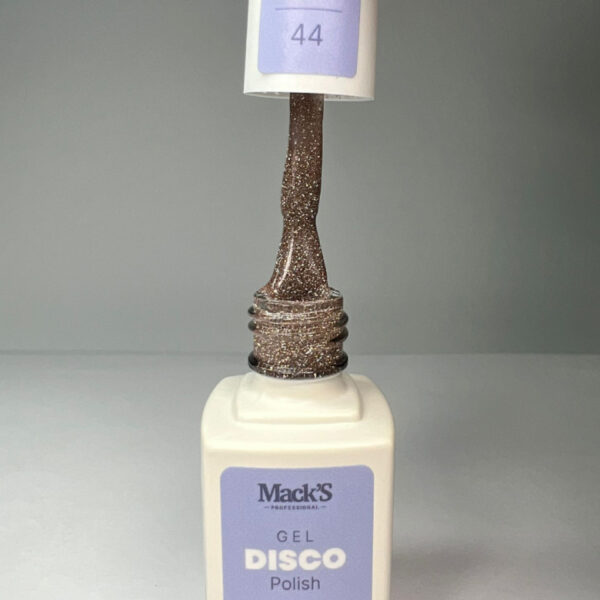 44
Mack'S
PROFESSIONAL
GEL
DISCO
Polish